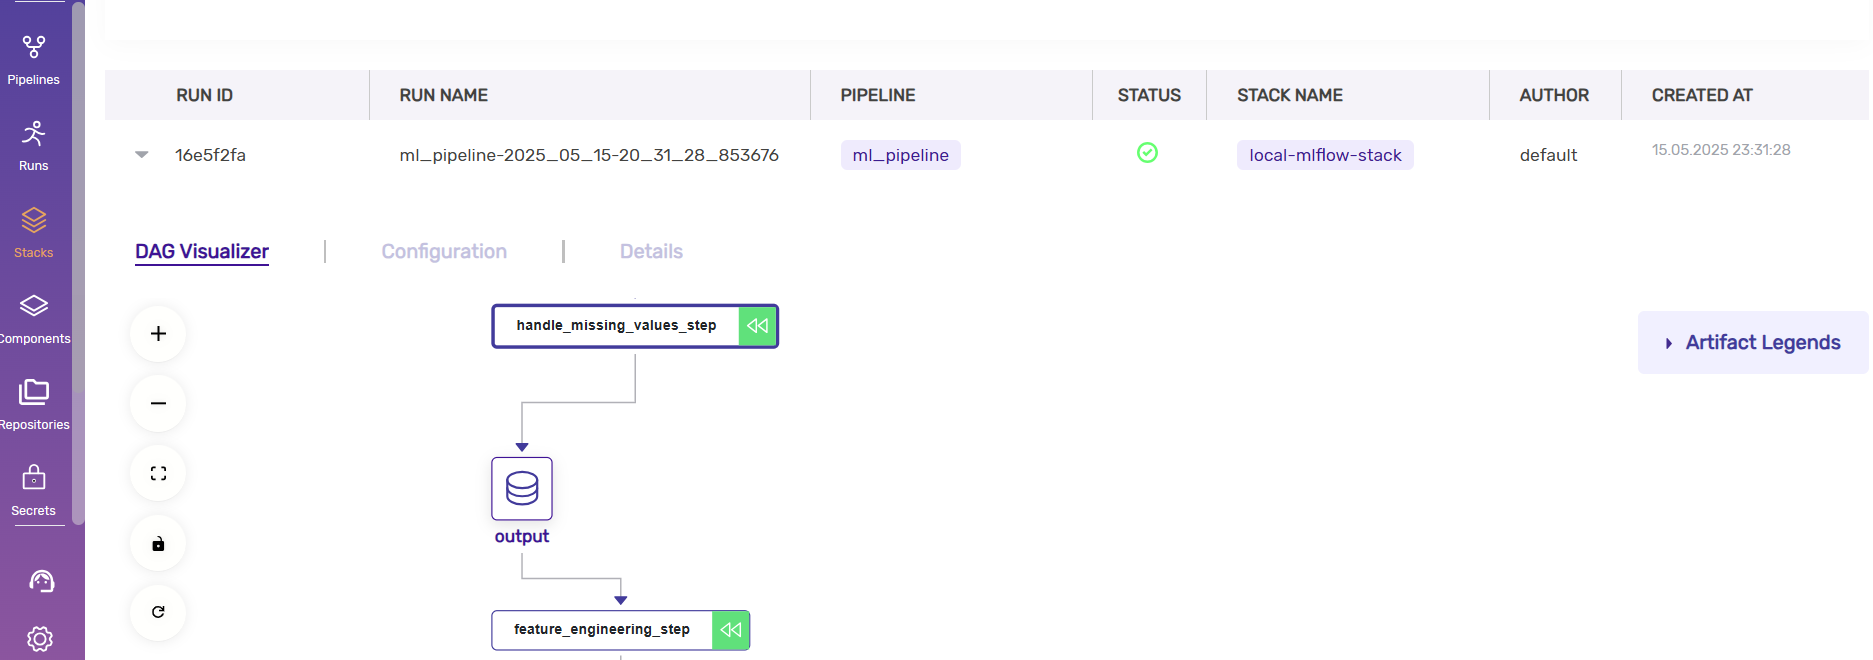 Pipelines
Runs
Stacks
Components
Repositories
Secrets
RUN ID RUN NAME PIPELINE STATUS STACK NAME AUTHOR CREATED AT
16e5f2fa ml_pipeline-2025_05_15-20_31_28_853676 ml_pipeline local-mlflow-stack default 15.05.2025 23:31:28
DAG Visualizer | Configuration | Details
handle_missing_values_step
Artifact Legends
output
feature_engineering_step